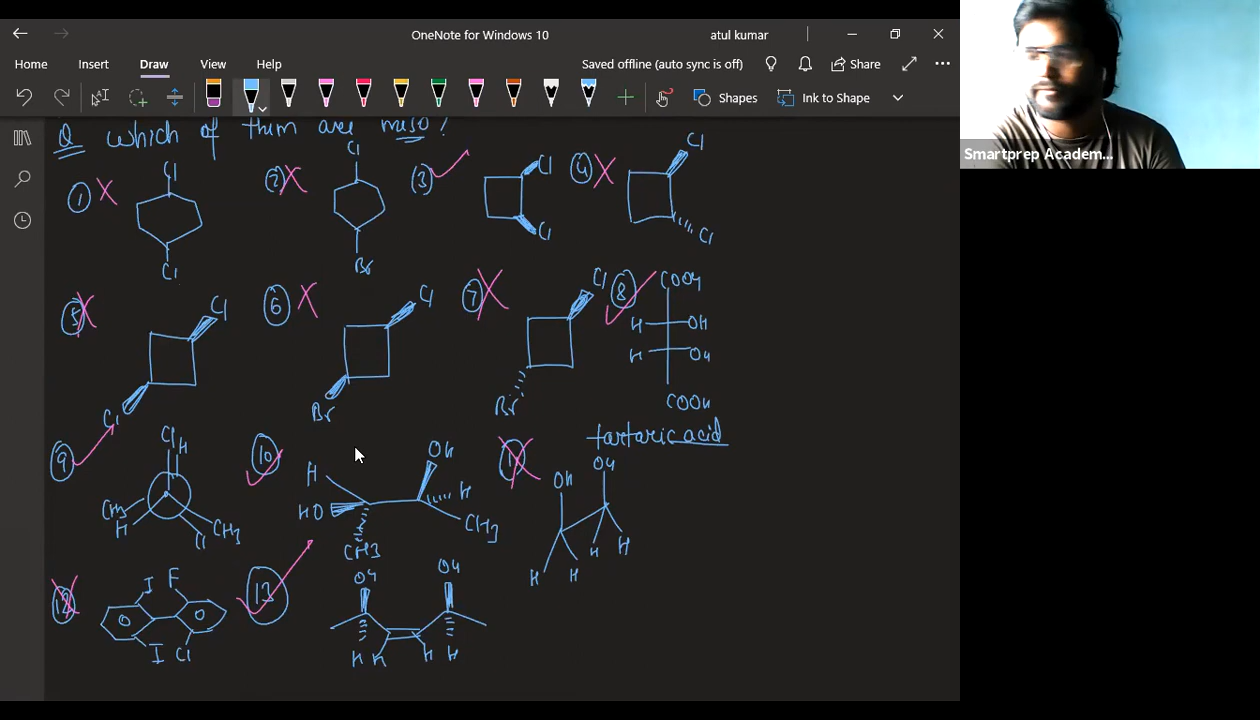 OneNote for Windows 10
atul kumar
Home Insert Draw View Help
Saved offline (auto sync is off)
Share
Shapes
Ink to Shape
Smartprep Academ...
Q which of them are meso?
① Cl Cl
(2) Cl Br
(3) Cl Cl
④ Cl Cl
⑤ Cl Cl
⑥ Cl Br
⑦ Cl Br
⑧ COOH
H OH
H OH
COOH
tartaric acid
⑨ Cl H
CH3 H Cl CH3
⑩ H OH
HO H
CH3 CH3
OH OH
H H H H
⑫ I F
I Cl
⑬ OH OH
H H H H